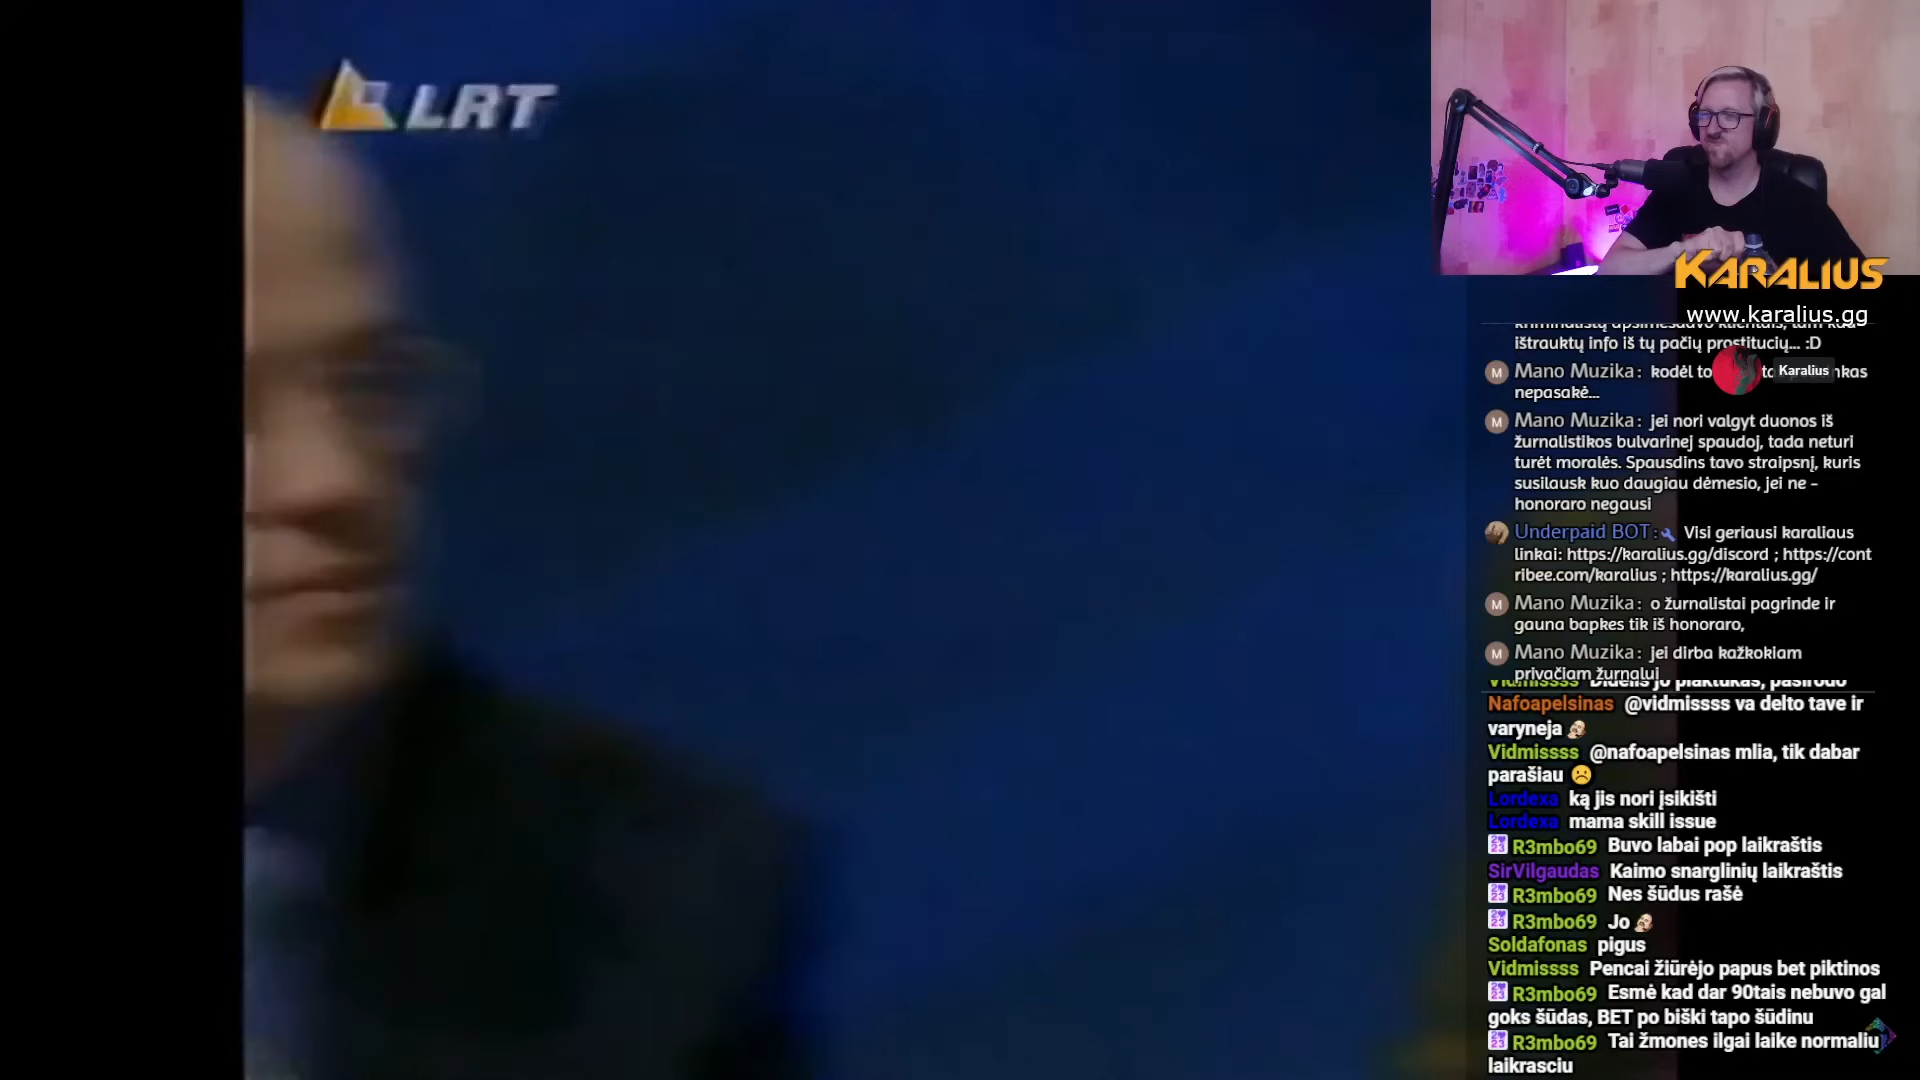 LRT
KARALIUS
www.karalius.gg
ištrauktų info iš tų pačių prostitucijų... :D
Karalius
M Mano Muzika: kodėl
nepasakė...
M Mano Muzika: jei nori valgyt duonos iš
žurnalistikos bulvarinej spaudoj, tada neturi
turėt moralės. Spausdins tavo straipsnį, kuris
susilausk kuo daugiau dėmesio, jei ne -
honoraro negausi
Underpaid BOT: Visi geriausi karaliaus
linkai: https://karalius.gg/discord ; https://cont
ribee.com/karalius ; https://karalius.gg/
M Mano Muzika: o žurnalistai pagrinde ir
gauna bapkes tik iš honoraro,
M Mano Muzika: jei dirba kažkokiam
privačiam žurnalui
Vidmissss Didelis jo plaktukas, pasirodo
Nafoapelsinas @vidmissss va delto tave ir
varyneja
Vidmissss @nafoapelsinas mlia, tik dabar
parašiau
Lordexa ką jis nori įsikišti
Lordexa mama skill issue
R3mbo69 Buvo labai pop laikraštis
SirVilgaudas Kaimo snarglinių laikraštis
R3mbo69 Nes šūdus rašė
R3mbo69 Jo
Soldafonas pigus
Vidmissss Pencai žiūrėjo papus bet piktinos
R3mbo69 Esmė kad dar 90tais nebuvo gal
goks šūdas, BET po biški tapo šūdinu
R3mbo69 Tai žmones ilgai laike normaliu
laikrasciu